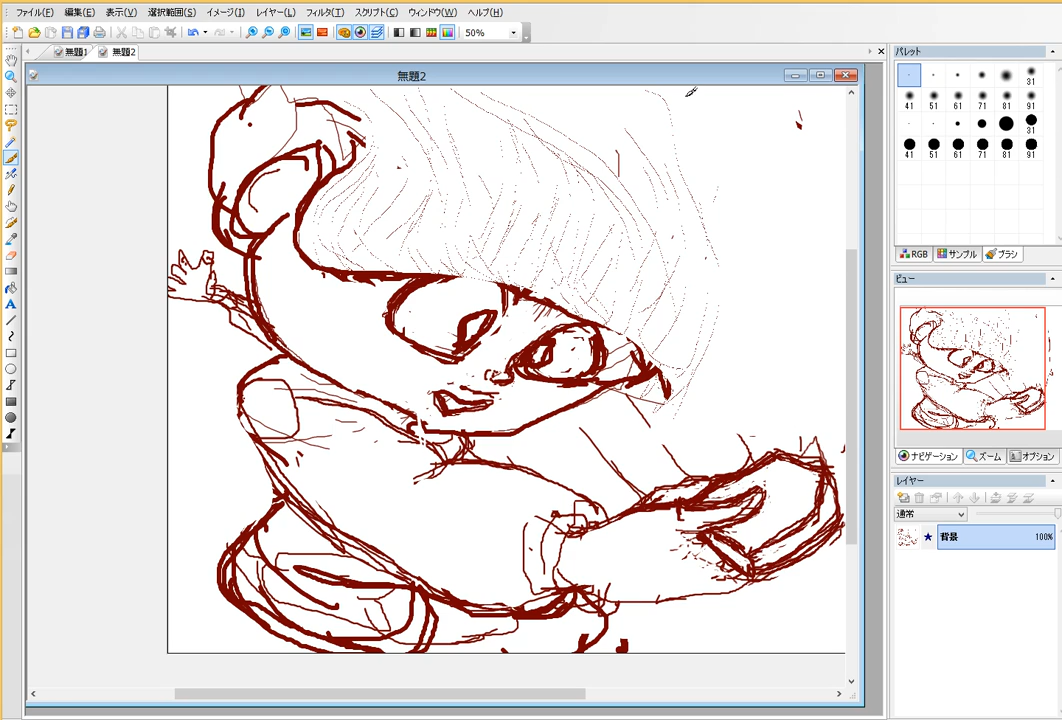 ファイル(F) 編集(E) 表示(V) 選択範囲(S) イメージ(I) レイヤー(L) フィルタ(T) スクリプト(C) ウィンドウ(W) ヘルプ(H)
50%
無題1 無題2
無題2
パレット
31
41 51 61 71 81 91
31
41 51 61 71 81 91
RGB サンプル ブラシ
ビュー
ナビゲーション ズーム オプション
レイヤー
通常
背景 100%